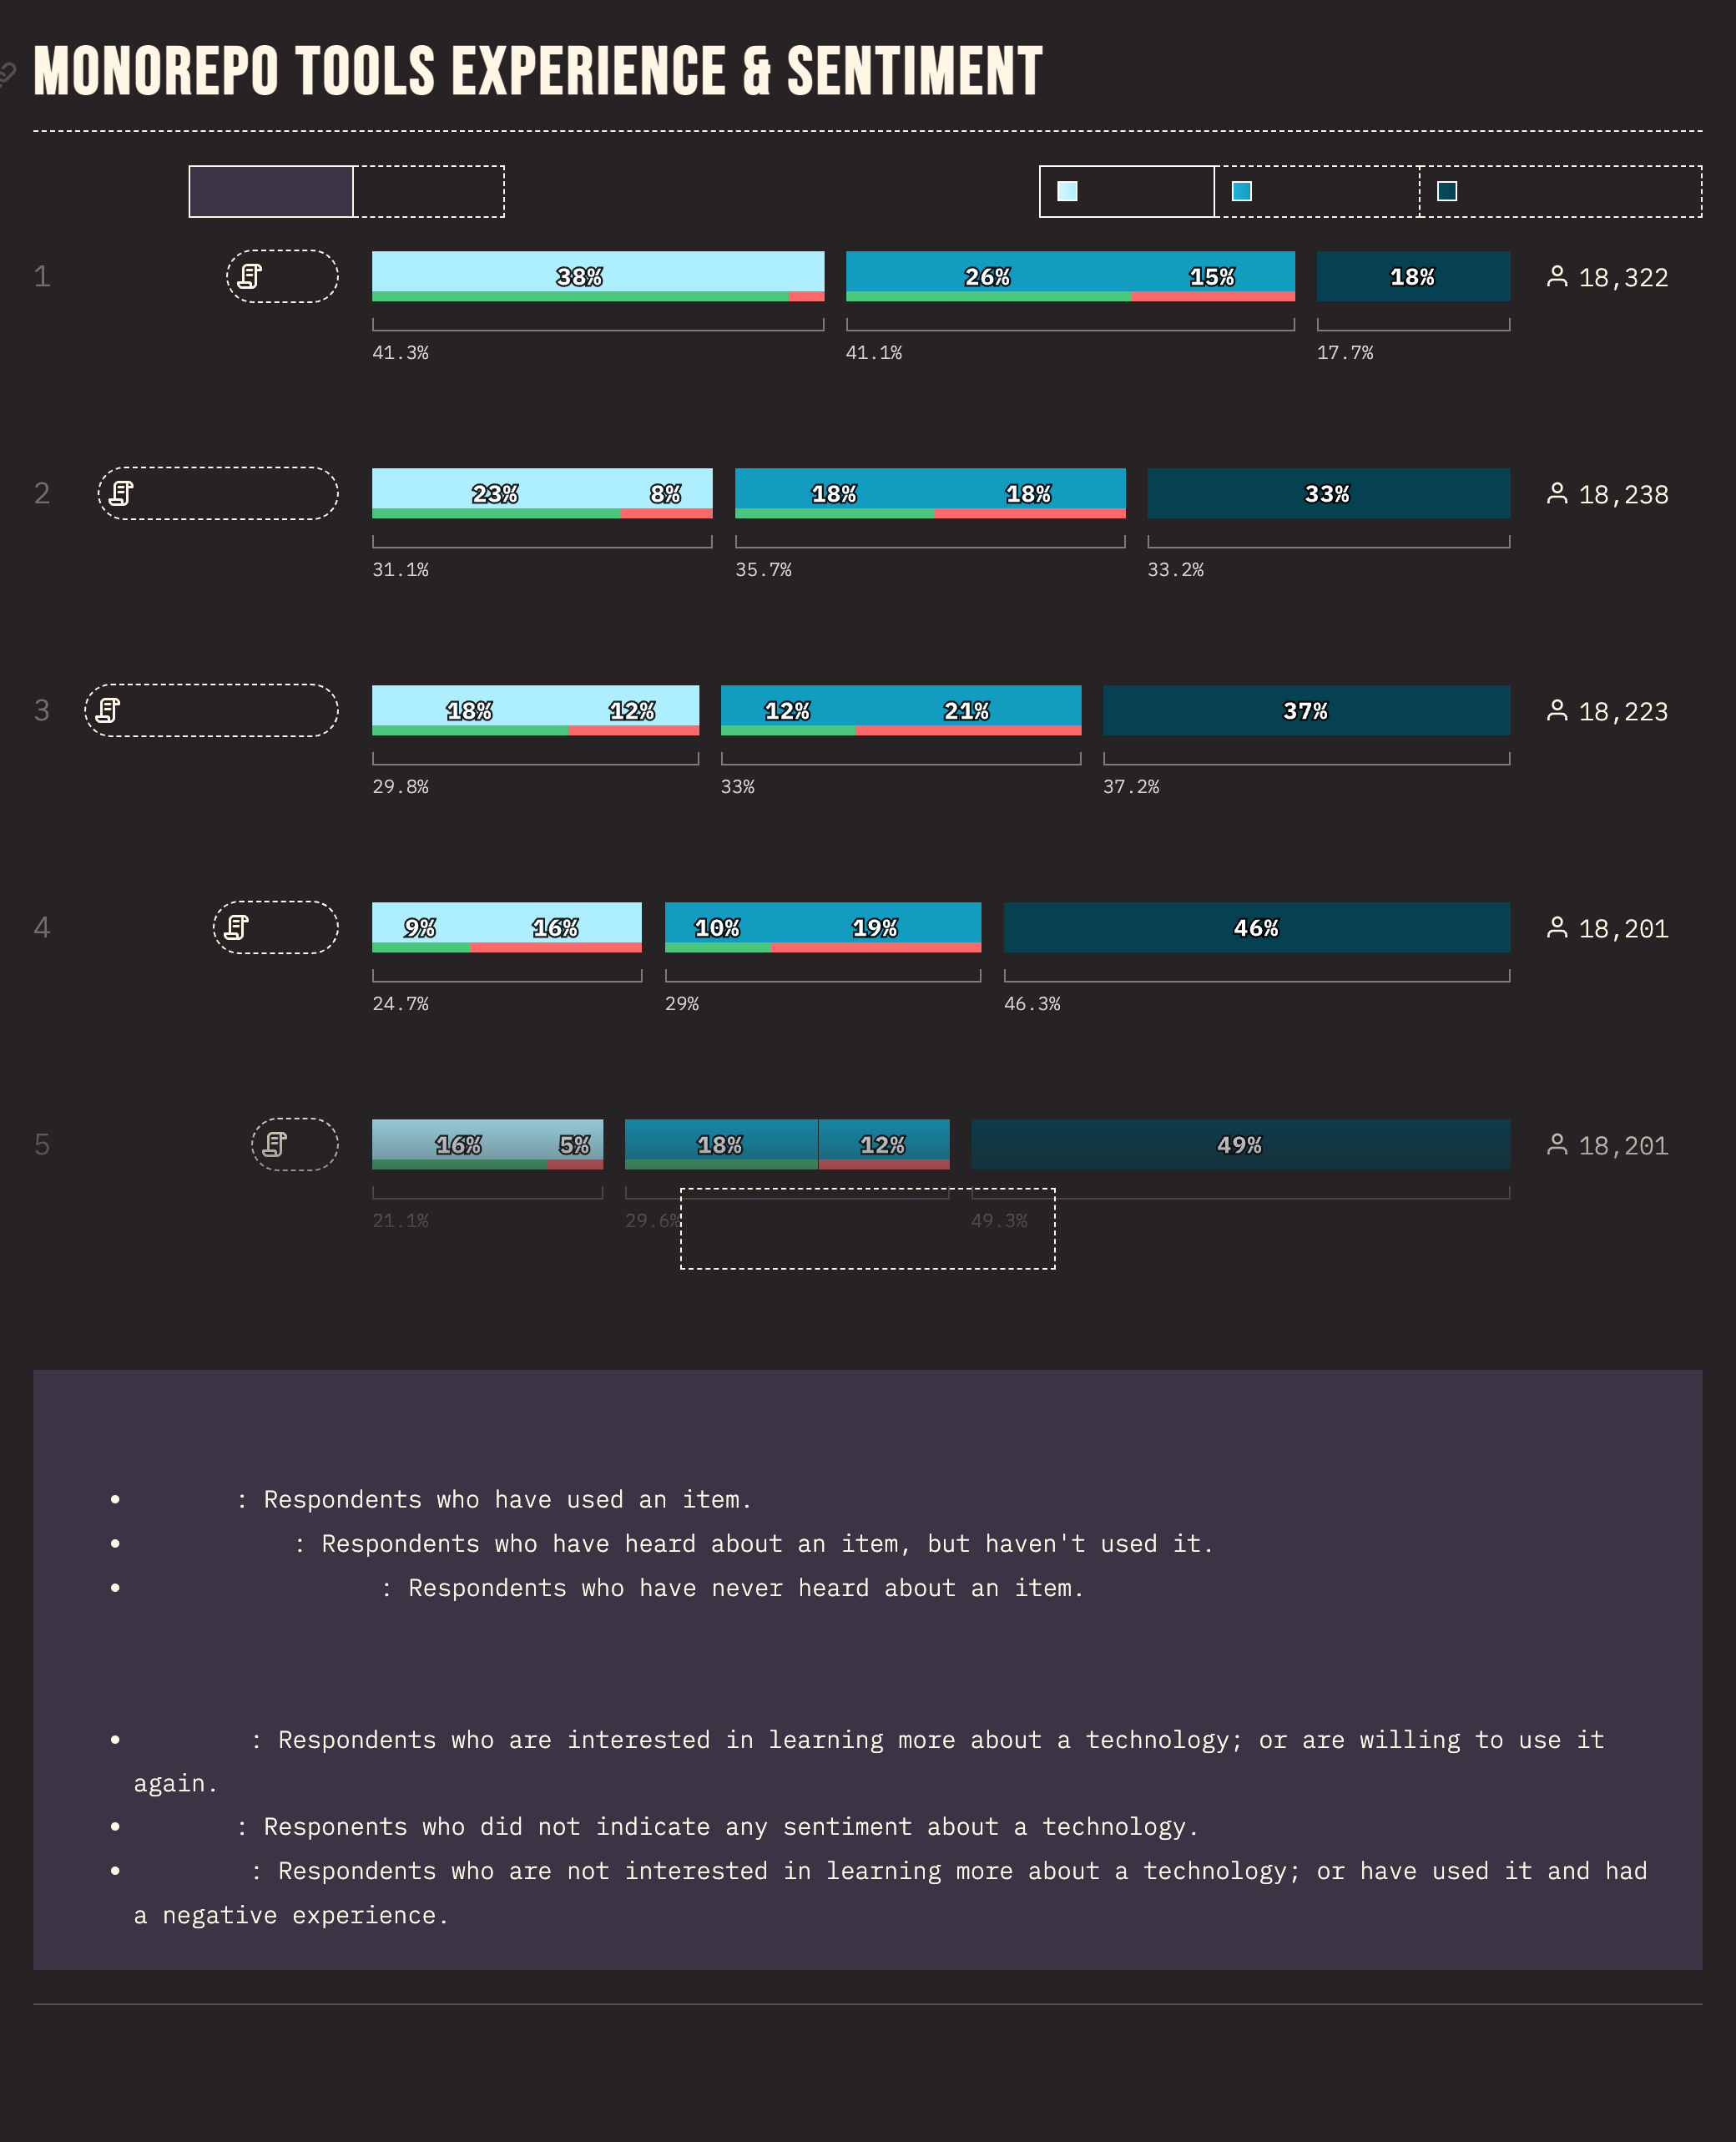 MONOREPO TOOLS EXPERIENCE & SENTIMENT
1 38% 26% 15% 18% 18,322
41.3% 41.1% 17.7%
2 23% 8% 18% 18% 33% 18,238
31.1% 35.7% 33.2%
3 18% 12% 12% 21% 37% 18,223
29.8% 33% 37.2%
4 9% 16% 10% 19% 46% 18,201
24.7% 29% 46.3%
5 16% 5% 18% 12% 49% 18,201
21.1% 29.6% 49.3%
: Respondents who have used an item.
: Respondents who have heard about an item, but haven't used it.
: Respondents who have never heard about an item.
: Respondents who are interested in learning more about a technology; or are willing to use it
again.
: Responents who did not indicate any sentiment about a technology.
: Respondents who are not interested in learning more about a technology; or have used it and had
a negative experience.